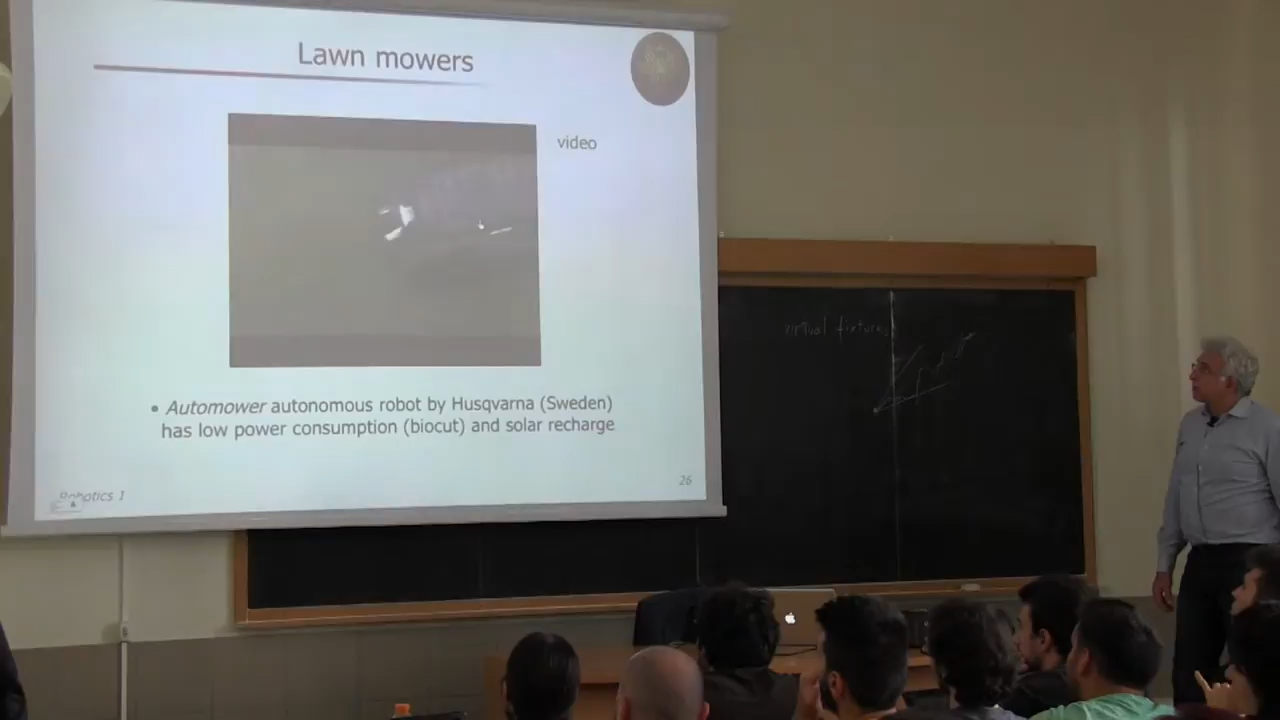 Lawn mowers
video
• Automower autonomous robot by Husqvarna (Sweden)
has low power consumption (biocut) and solar recharge
Robotics 1
26
virtual fixtures